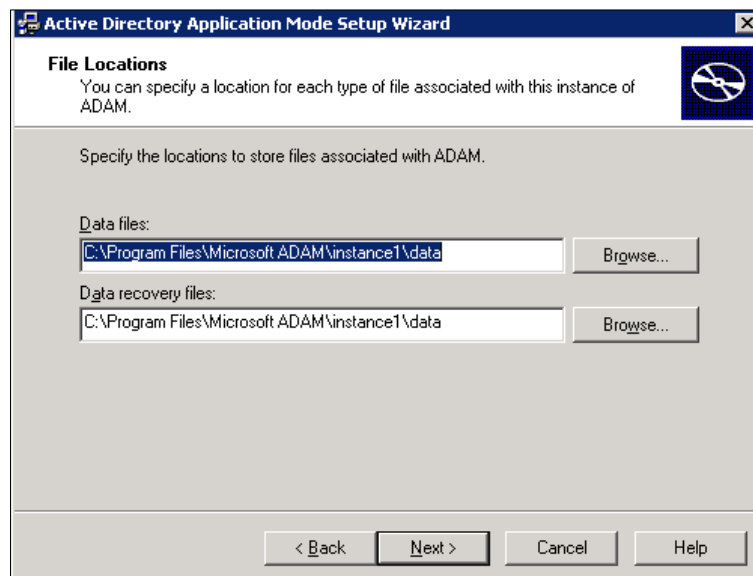 Active Directory Application Mode Setup Wizard
File Locations
You can specify a location for each type of file associated with this instance of
ADAM.
Specify the locations to store files associated with ADAM.
Data files:
C:\Program Files\Microsoft ADAM\instance1\data
Browse...
Data recovery files:
C:\Program Files\Microsoft ADAM\instance1\data
Browse...
< Back
Next >
Cancel
Help